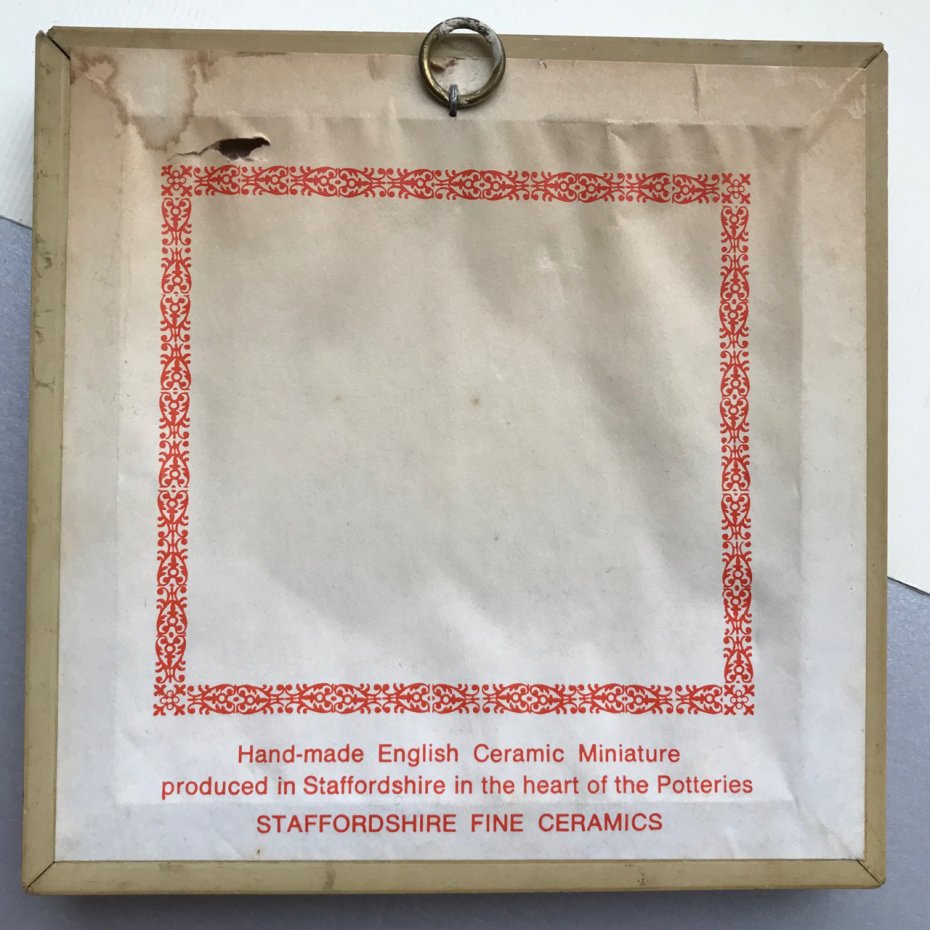 Hand-made English Ceramic Miniature
produced in Staffordshire in the heart of the Potteries
STAFFORDSHIRE FINE CERAMICS